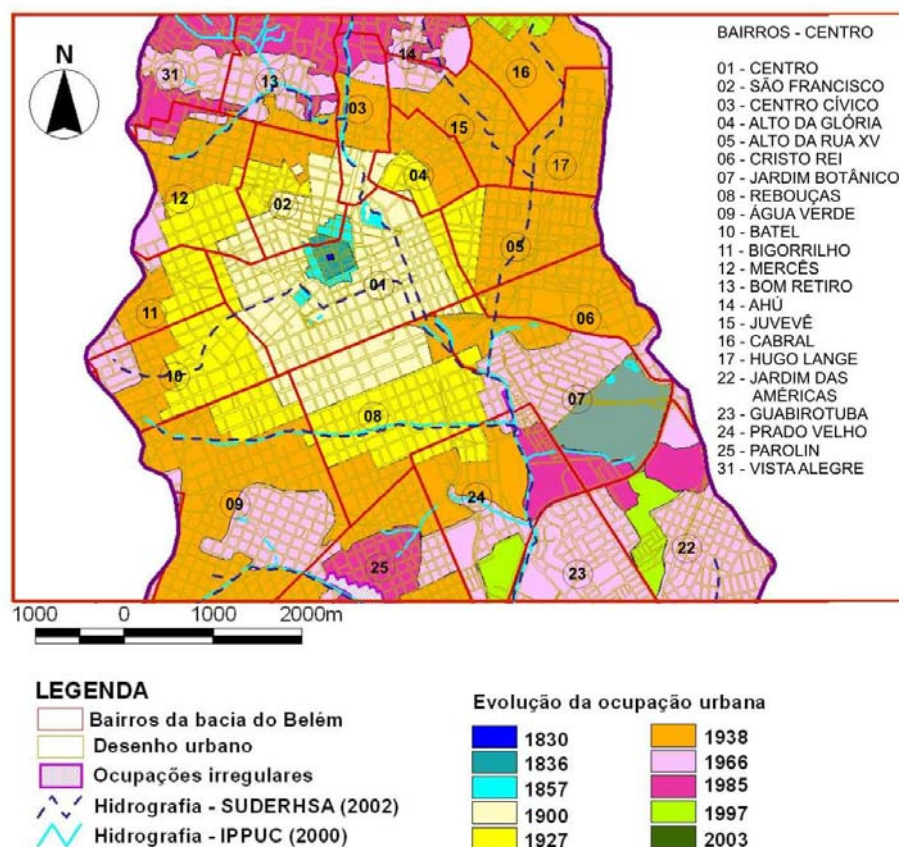 BAIRROS - CENTRO
01 - CENTRO
02 - SÃO FRANCISCO
03 - CENTRO CÍVICO
04 - ALTO DA GLÓRIA
05 - ALTO DA RUA XV
06 - CRISTO REI
07 - JARDIM BOTÂNICO
08 - REBOUÇAS
09 - ÁGUA VERDE
10 - BATEL
11 - BIGORRILHO
12 - MERCÊS
13 - BOM RETIRO
14 - AHÚ
15 - JUVEVÊ
16 - CABRAL
17 - HUGO LANGE
22 - JARDIM DAS
AMÉRICAS
23 - GUABIROTUBA
24 - PRADO VELHO
25 - PAROLIN
31 - VISTA ALEGRE
N
31
13
14
16
03
15
17
12
02
04
01
05
11
06
10
08
07
09
24
25
23
22
1000 0 1000 2000m
LEGENDA
Bairros da bacia do Belém
Desenho urbano
Ocupações irregulares
Hidrografia - SUDERHSA (2002)
Hidrografia - IPPUC (2000)
Evolução da ocupação urbana
1830
1836
1857
1900
1927
1938
1966
1985
1997
2003